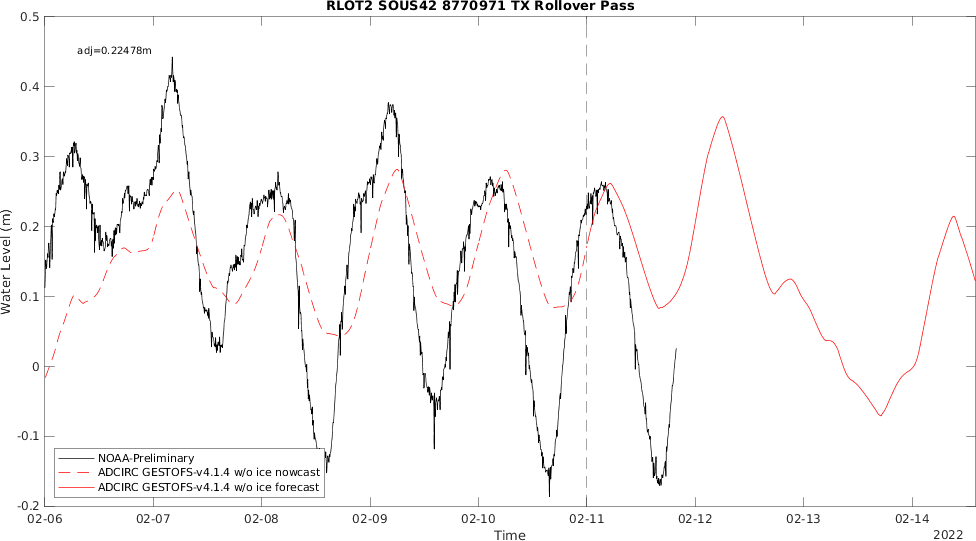 RLOT2 SOUS42 8770971 TX Rollover Pass
0.5
adj=0.22478m
0.4
0.3
0.2
0.1
0
-0.1
-0.2
Water Level (m)
NOAA-Preliminary
ADCIRC GESTOFS-v4.1.4 w/o ice nowcast
ADCIRC GESTOFS-v4.1.4 w/o ice forecast
02-06 02-07 02-08 02-09 02-10 02-11 02-12 02-13 02-14
Time
2022